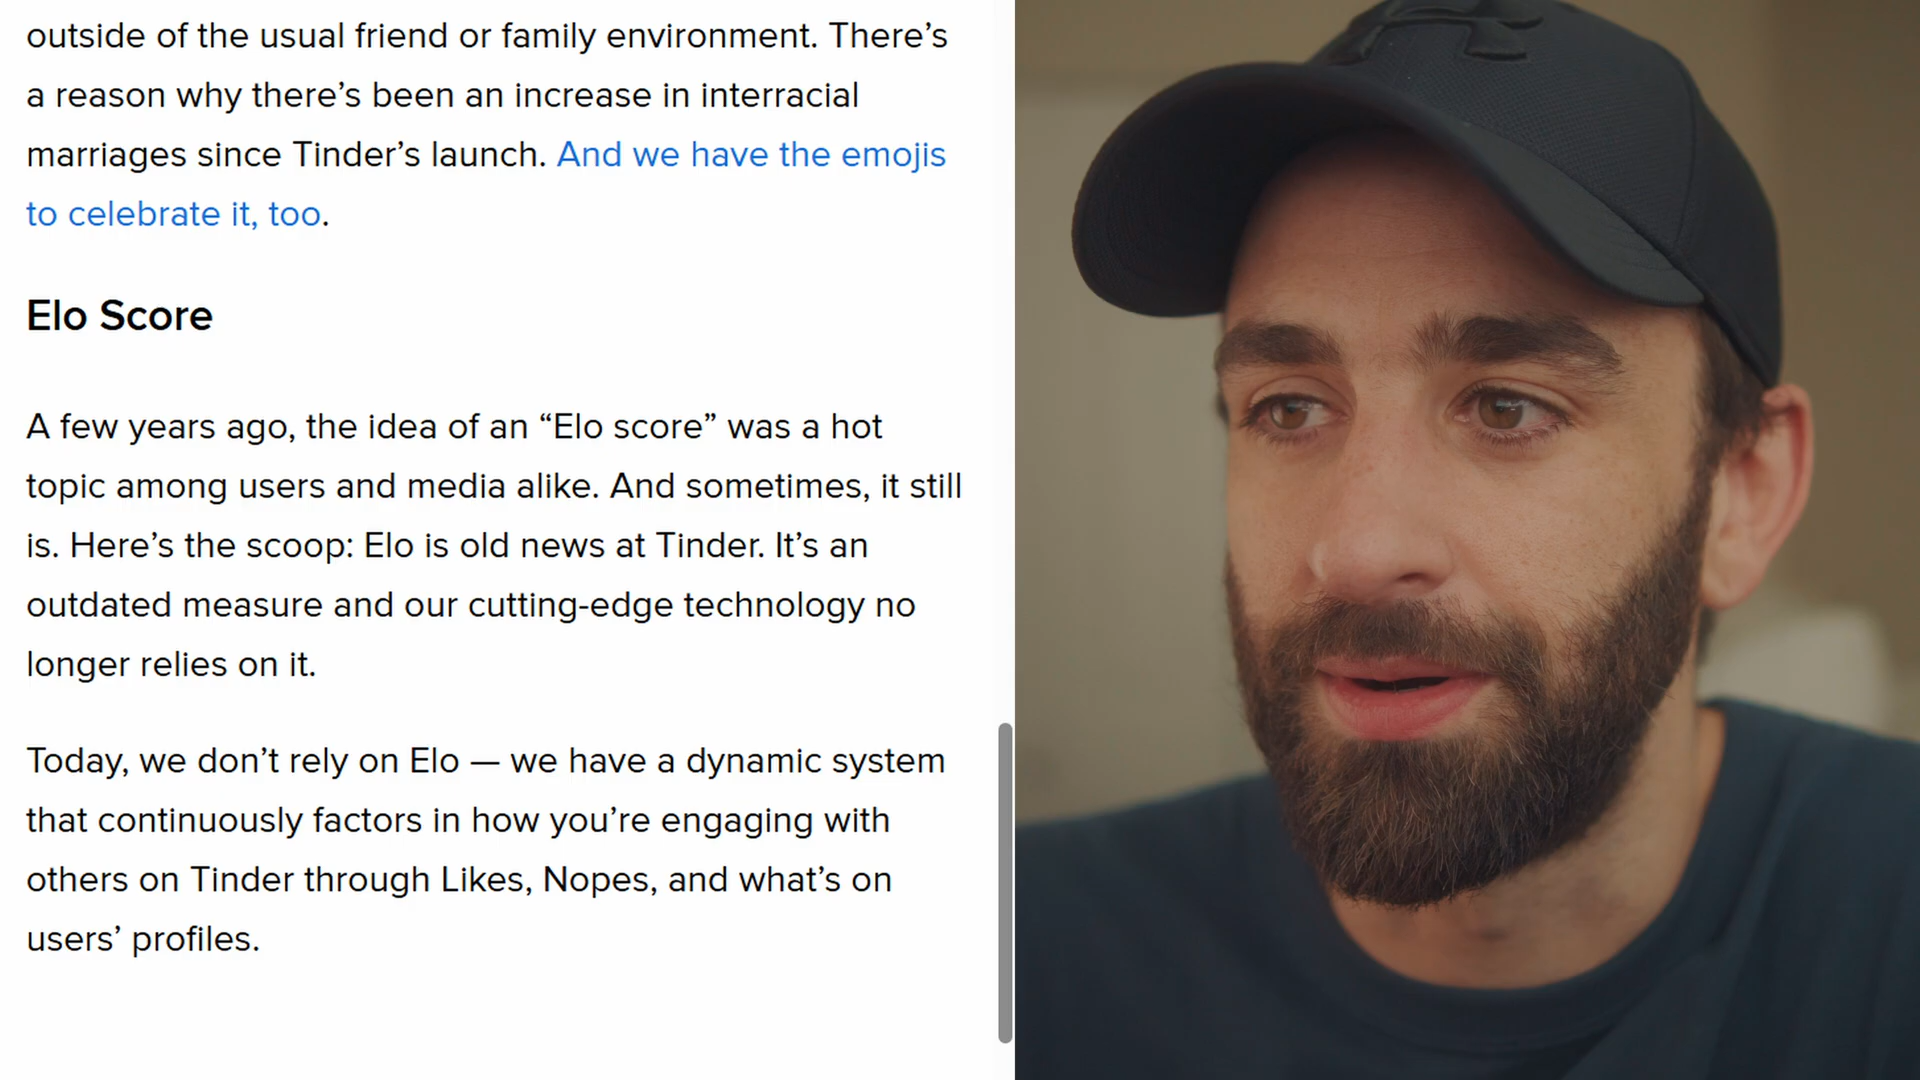 outside of the usual friend or family environment. There’s
a reason why there’s been an increase in interracial
marriages since Tinder’s launch. And we have the emojis
to celebrate it, too.
Elo Score
A few years ago, the idea of an “Elo score” was a hot
topic among users and media alike. And sometimes, it still
is. Here’s the scoop: Elo is old news at Tinder. It’s an
outdated measure and our cutting-edge technology no
longer relies on it.
Today, we don’t rely on Elo — we have a dynamic system
that continuously factors in how you’re engaging with
others on Tinder through Likes, Nopes, and what’s on
users’ profiles.